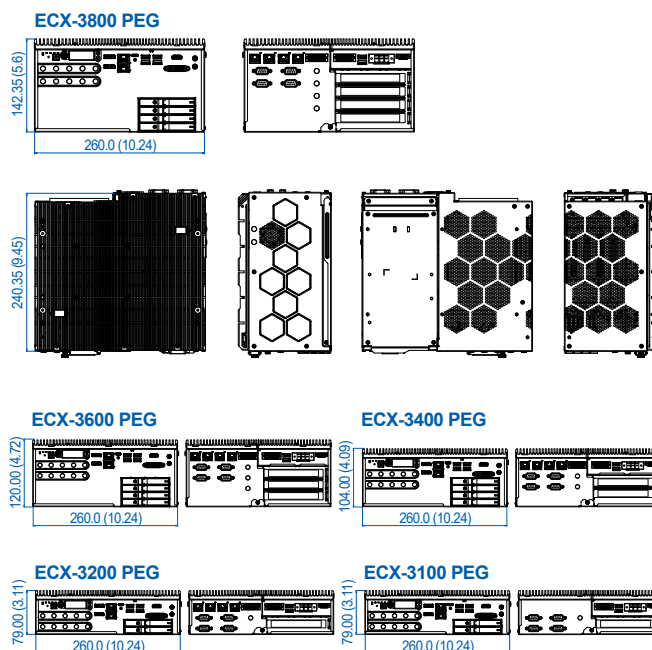 ECX-3800 PEG
142.35 (5.6)
260.0 (10.24)
240.35 (9.45)
ECX-3600 PEG
ECX-3400 PEG
120.00 (4.72)
260.0 (10.24)
104.00 (4.09)
260.0 (10.24)
ECX-3200 PEG
ECX-3100 PEG
79.00 (3.11)
260.0 (10.24)
79.00 (3.11)
260.0 (10.24)